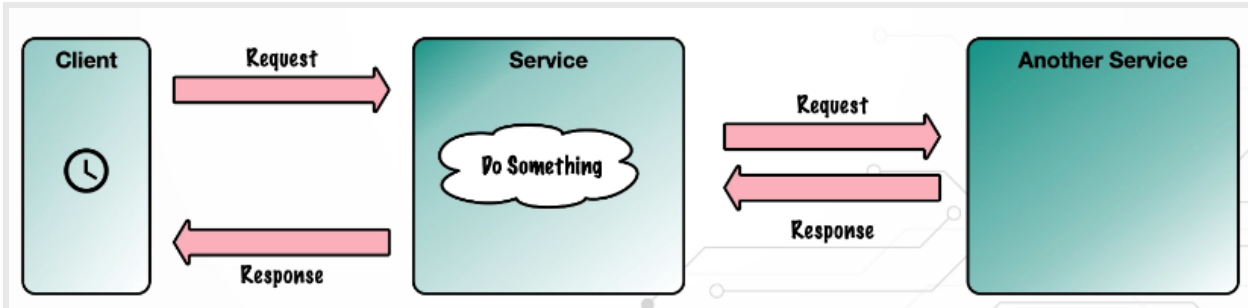 Client
Request
Service
Another Service
Request
Do Something
Response
Response